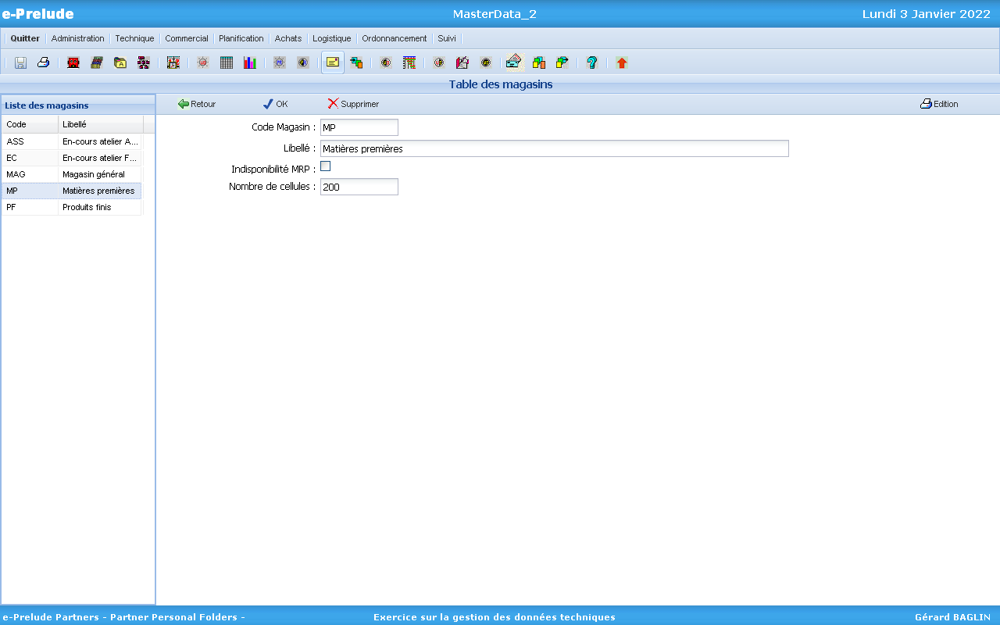 e-Prelude MasterData_2 Lundi 3 Janvier 2022
Quitter Administration Technique Commercial Planification Achats Logistique Ordonnancement Suivi
Table des magasins
Liste des magasins Retour OK Supprimer Edition
Code Libellé
ASS En-cours atelier A...
EC En-cours atelier F...
MAG Magasin général
MP Matières premières
PF Produits finis
Code Magasin : MP
Libellé : Matières premières
Indisponibilité MRP :
Nombre de cellules : 200
e-Prelude Partners - Partner Personal Folders - Exercice sur la gestion des données techniques Gérard BAGLIN